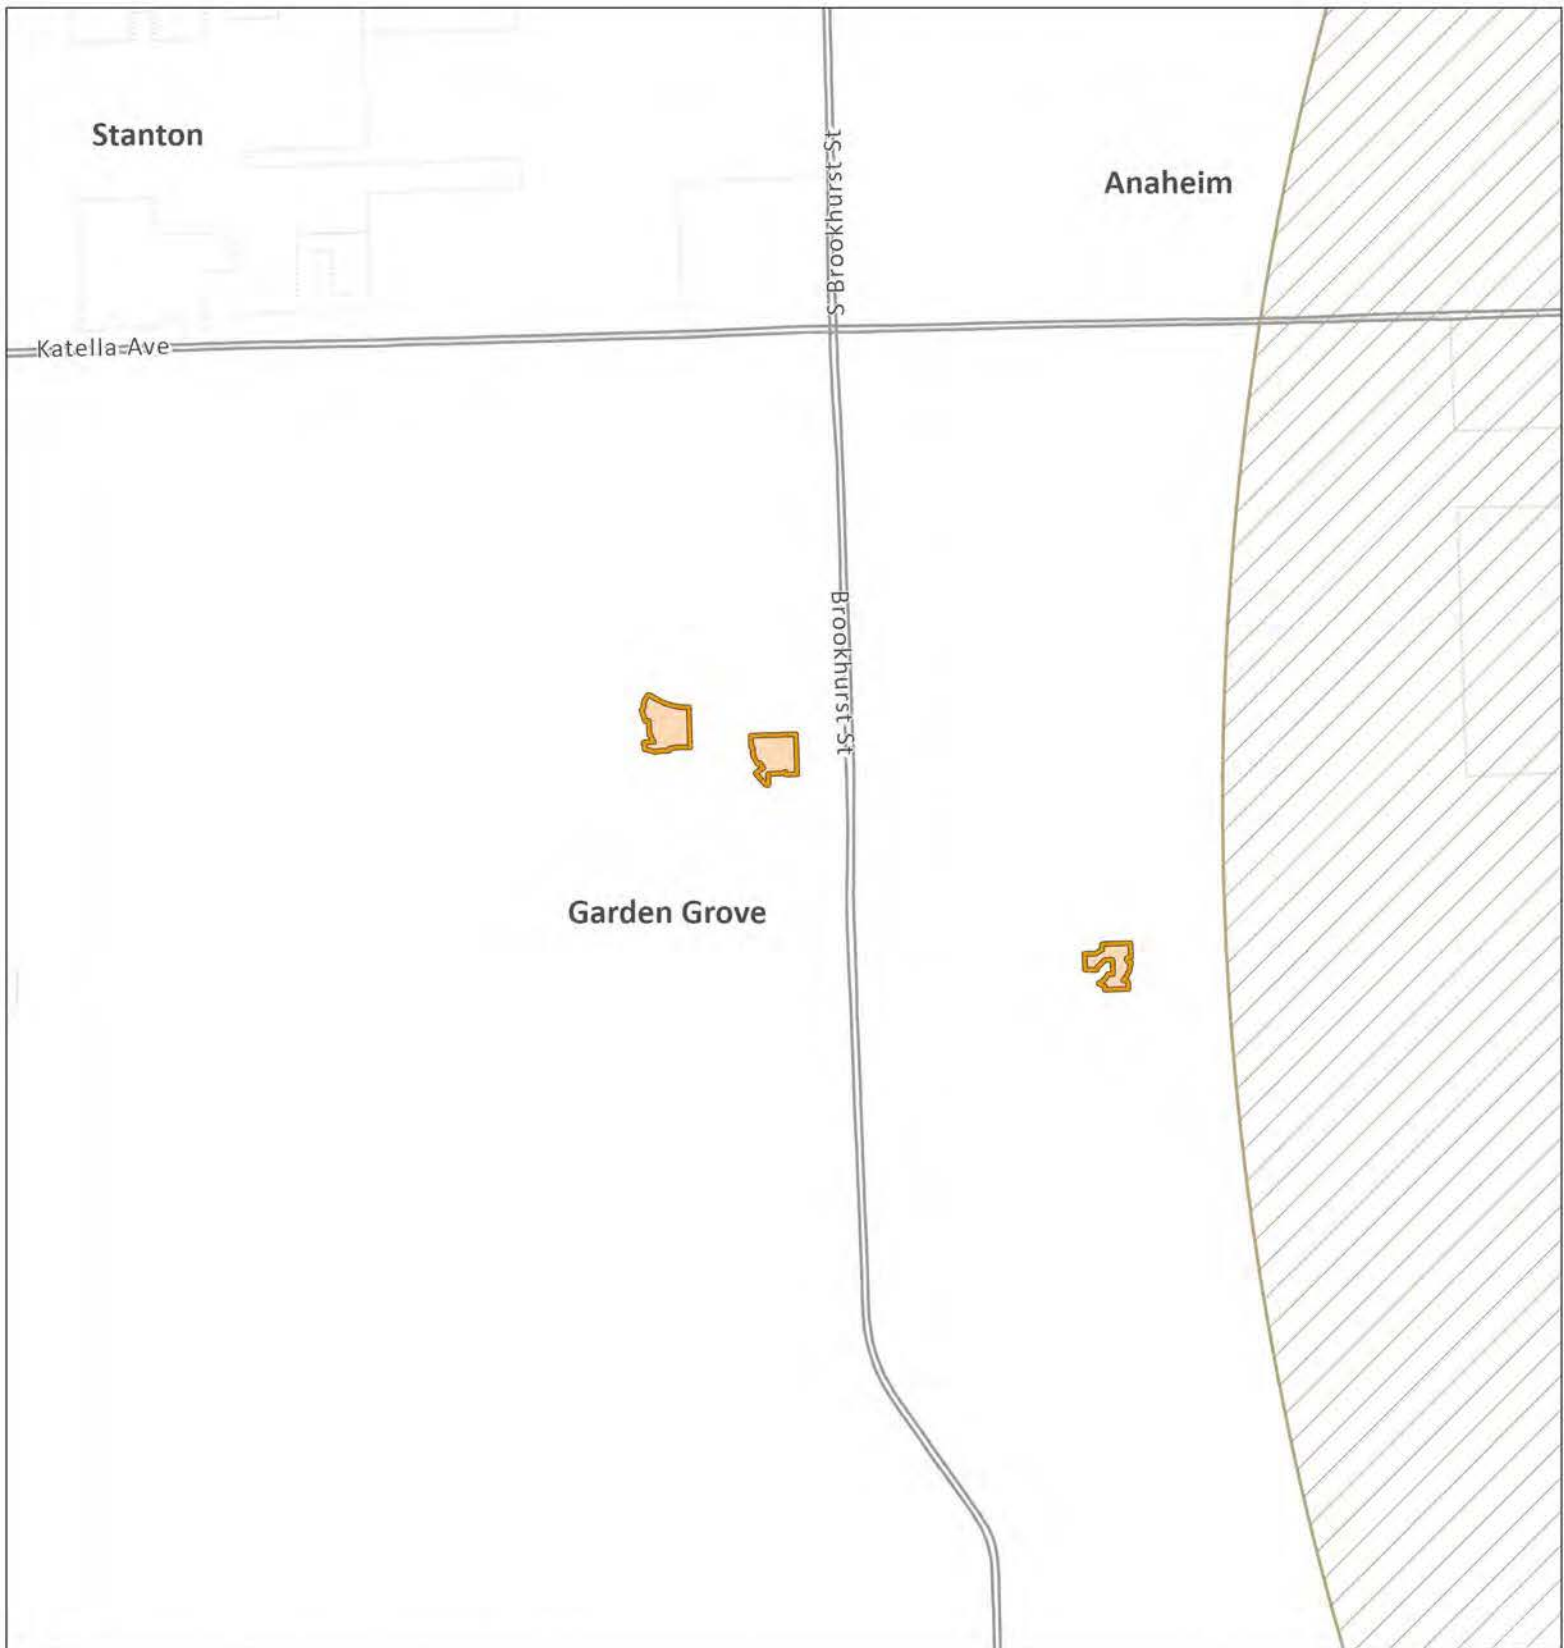 Stanton
Anaheim
S Brookhurst St
Katella Ave
Brookhurst St
Garden Grove